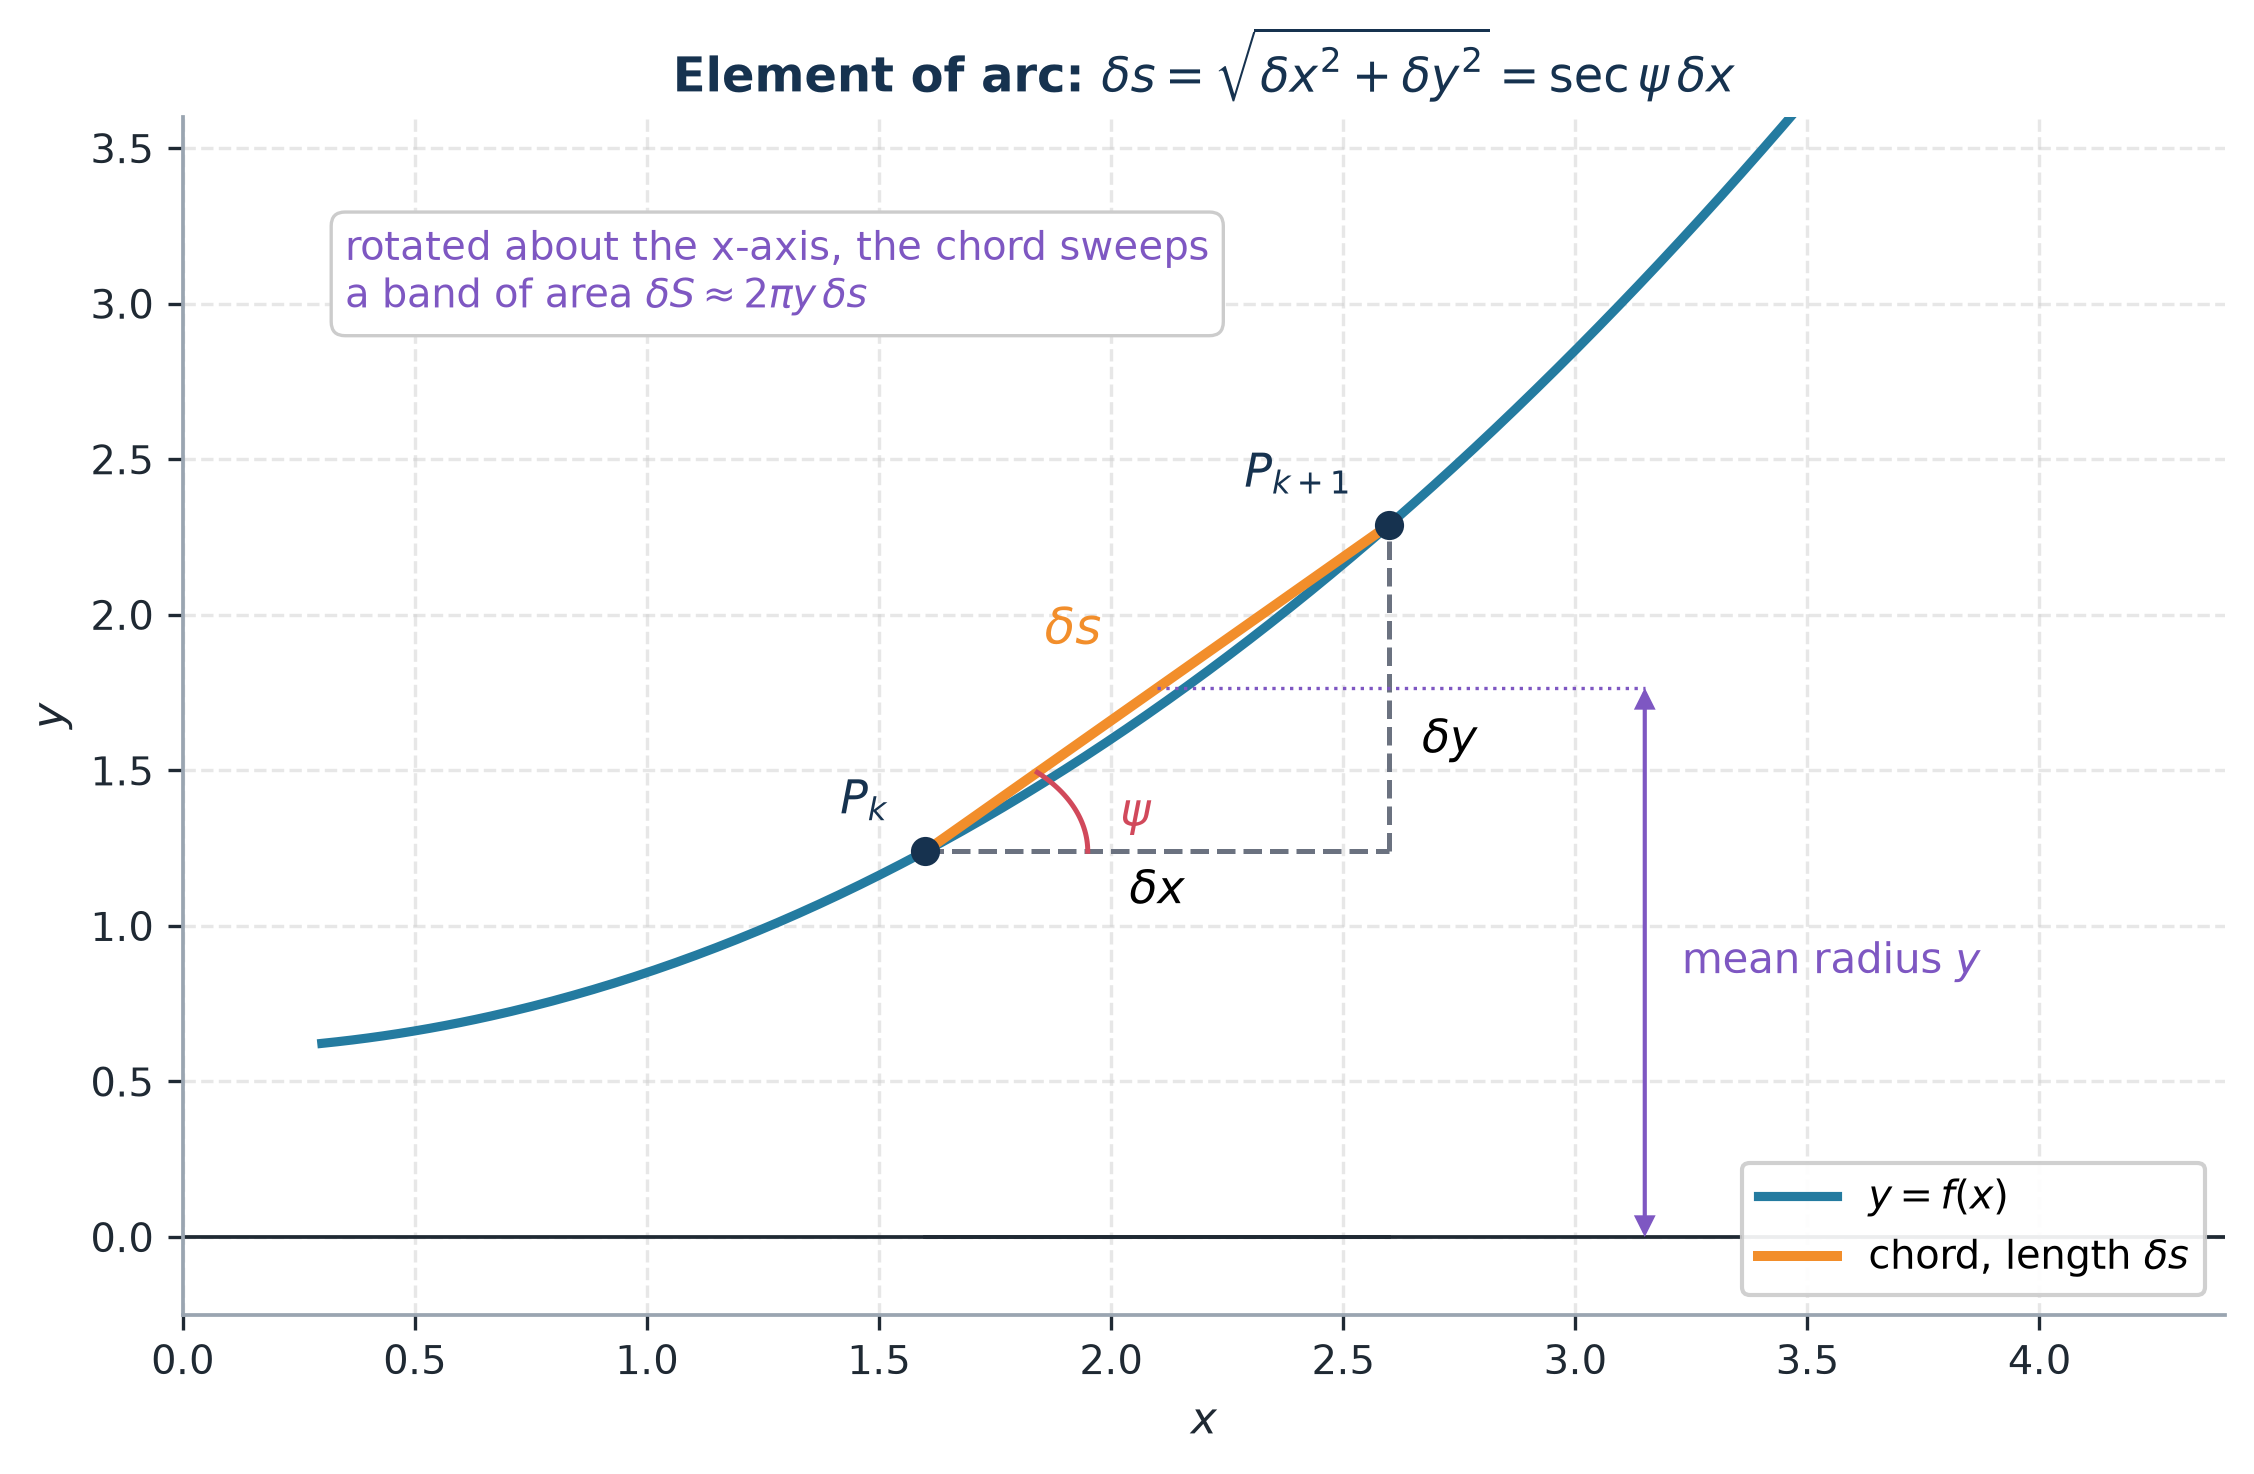 Element of arc: δs = √(δx² + δy²) = sec ψ δx
3.5
3.0
2.5
2.0
1.5
1.0
0.5
0.0
y
rotated about the x-axis, the chord sweeps
a band of area δS ≈ 2πy δs
Pₖ₊₁
δs
δy
Pₖ
ψ
δx
mean radius y
y = f(x)
chord, length δs
0.0 0.5 1.0 1.5 2.0 2.5 3.0 3.5 4.0
x